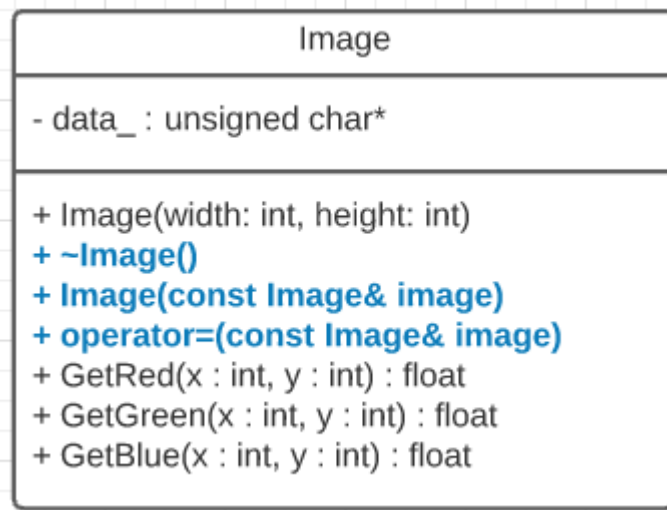 Image
- data_ : unsigned char*
+ Image(width: int, height: int)
+ ~Image()
+ Image(const Image& image)
+ operator=(const Image& image)
+ GetRed(x : int, y : int) : float
+ GetGreen(x : int, y : int) : float
+ GetBlue(x : int, y : int) : float